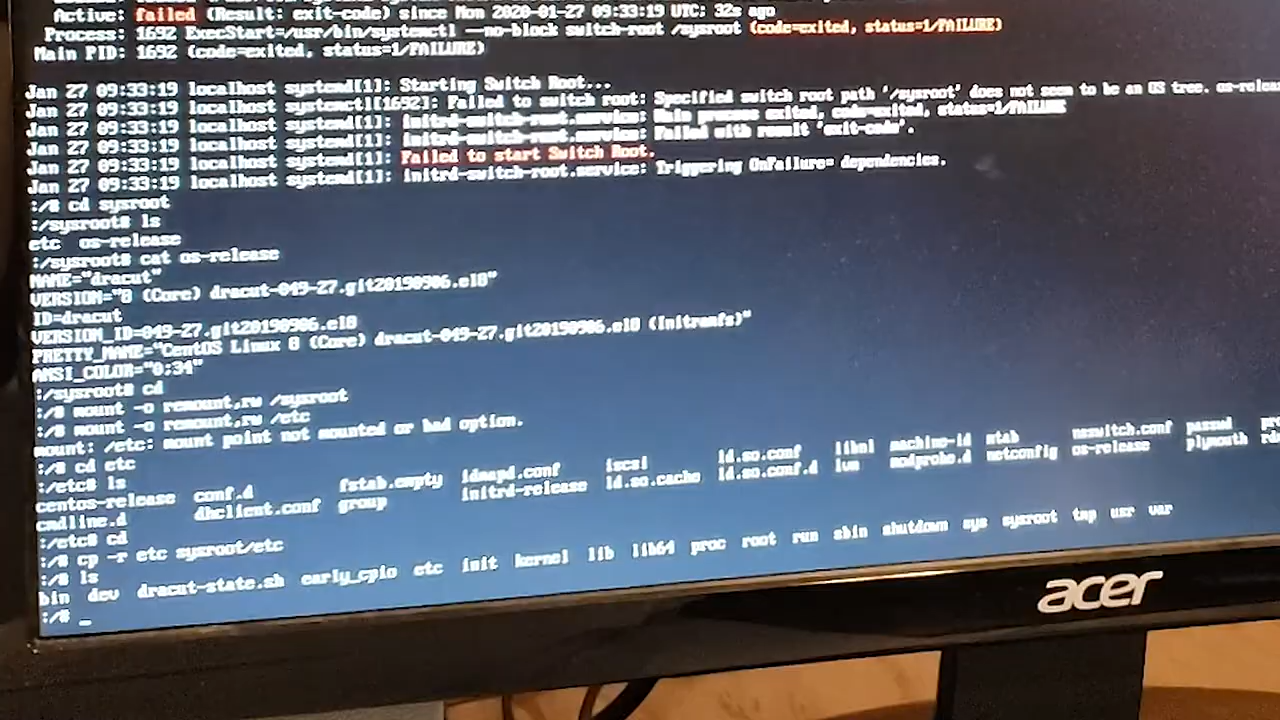 Active: failed (Result: exit-code) since Mon 2020-01-27 09:33:19 UTC; 32s ago
Process: 1692 ExecStart=/usr/bin/systemctl --no-block switch-root /sysroot (code=exited, status=1/FAILURE)
Main PID: 1692 (code=exited, status=1/FAILURE)
Jan 27 09:33:19 localhost systemd[1]: Starting Switch Root...
Jan 27 09:33:19 localhost systemctl[1692]: Failed to switch root: Specified switch root path '/sysroot' does not seem to be an OS tree. os-relea
Jan 27 09:33:19 localhost systemd[1]: initrd-switch-root.service: Main process exited, code=exited, status=1/FAILURE
Jan 27 09:33:19 localhost systemd[1]: initrd-switch-root.service: Failed with result 'exit-code'.
Jan 27 09:33:19 localhost systemd[1]: Failed to start Switch Root.
Jan 27 09:33:19 localhost systemd[1]: initrd-switch-root.service: Triggering OnFailure= dependencies.
:/# cd sysroot
:/sysroot# ls
etc os-release
:/sysroot# cat os-release
NAME="dracut"
VERSION="8 (Core) dracut-049-27.git20190906.el8"
ID=dracut
VERSION_ID=049-27.git20190906.el8
PRETTY_NAME="CentOS Linux 8 (Core) dracut-049-27.git20190906.el8 (Initramfs)"
ANSI_COLOR="0;34"
:/sysroot# cd
:/# mount -o remount,rw /sysroot
:/# mount -o remount,rw /etc
mount: /etc: mount point not mounted or bad option.
:/# cd etc
:/etc# ls
centos-release conf.d fstab.empty idmapd.conf iscsi ld.so.conf libnl machine-id mtab nsswitch.conf passwd
cmdline.d dhclient.conf group initrd-release ld.so.cache ld.so.conf.d lvm modprobe.d netconfig os-release plymouth
:/etc# cd
:/# cp -r etc sysroot/etc
:/# ls
bin dev dracut-state.sh early_cpio etc init kernel lib lib64 proc root run sbin shutdown sys sysroot tmp usr var
:/# _
acer